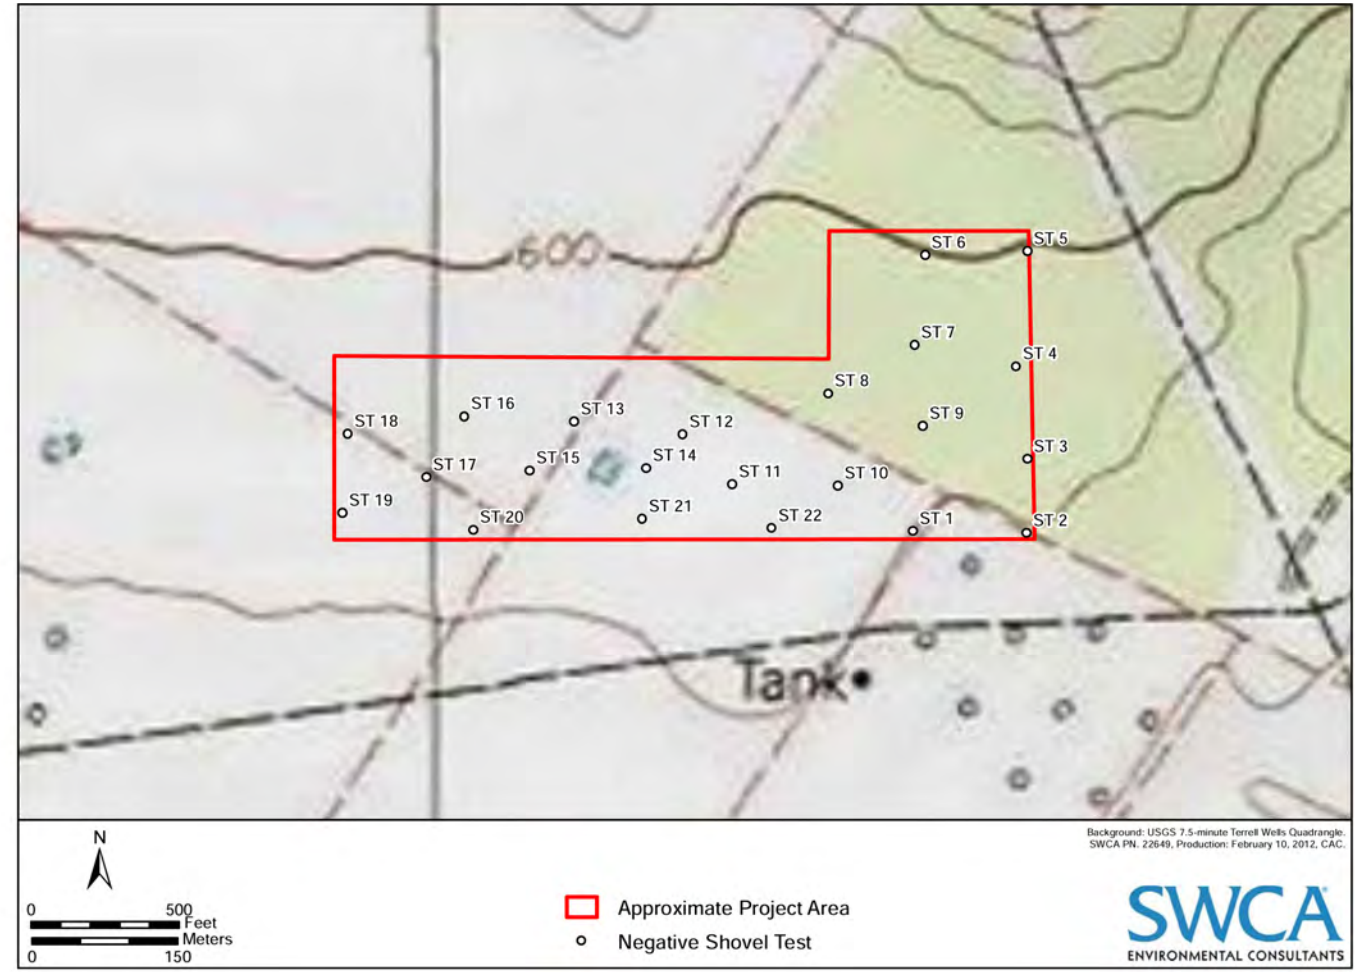 600
ST 6
ST 5
ST 7
ST 4
ST 8
ST 9
ST 16
ST 13
ST 18
ST 12
ST 3
ST 17
ST 15
ST 14
ST 11
ST 10
ST 19
ST 20
ST 21
ST 22
ST 1
ST 2
Tank
N
0 500
Feet
Meters
0 150
Approximate Project Area
Negative Shovel Test
Background: USGS 7.5-minute Terrell Wells Quadrangle.
SWCA PN. 22649, Production: February 10, 2012, CAC.
SWCA
ENVIRONMENTAL CONSULTANTS